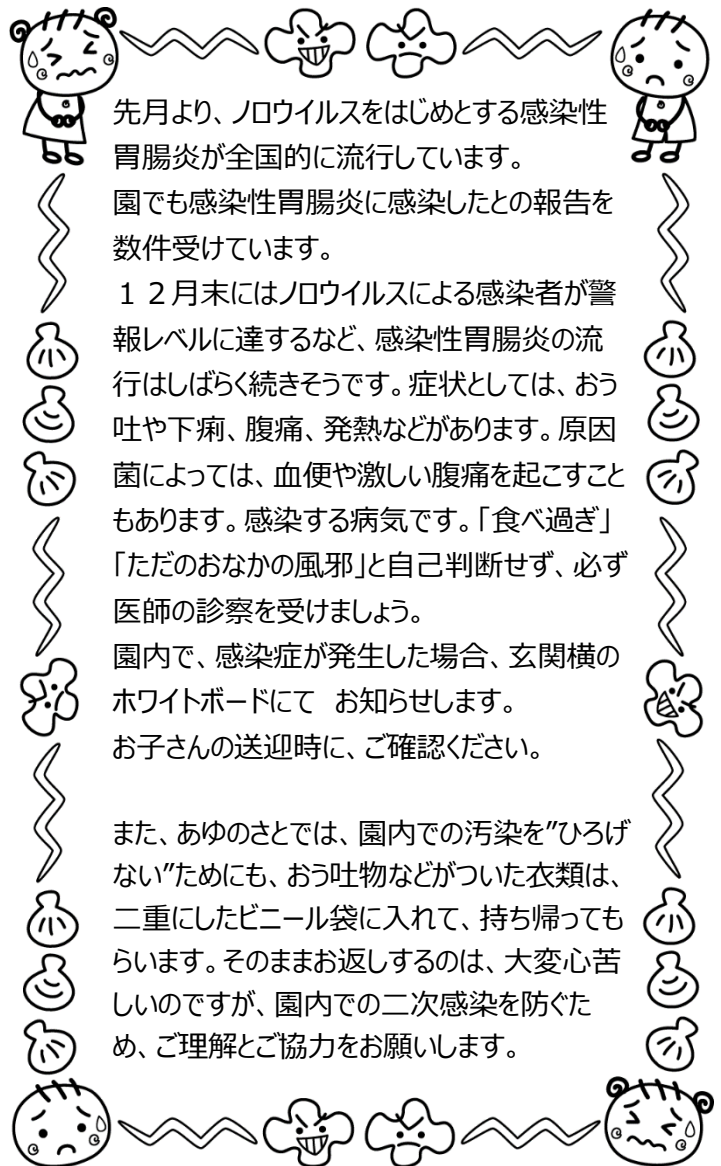 先月より、ノロウイルスをはじめとする感染性
胃腸炎が全国的に流行しています。
園でも感染性胃腸炎に感染したとの報告を
数件受けています。
１２月末にはノロウイルスによる感染者が警
報レベルに達するなど、感染性胃腸炎の流
行はしばらく続きそうです。症状としては、おう
吐や下痢、腹痛、発熱などがあります。原因
菌によっては、血便や激しい腹痛を起こすこと
もあります。感染する病気です。「食べ過ぎ」
「ただのおなかの風邪」と自己判断せず、必ず
医師の診察を受けましょう。
園内で、感染症が発生した場合、玄関横の
ホワイトボードにて　お知らせします。
お子さんの送迎時に、ご確認ください。
また、あゆのさとでは、園内での汚染を”ひろげ
ない”ためにも、おう吐物などがついた衣類は、
二重にしたビニール袋に入れて、持ち帰っても
らいます。そのままお返しするのは、大変心苦
しいのですが、園内での二次感染を防ぐた
め、ご理解とご協力をお願いします。